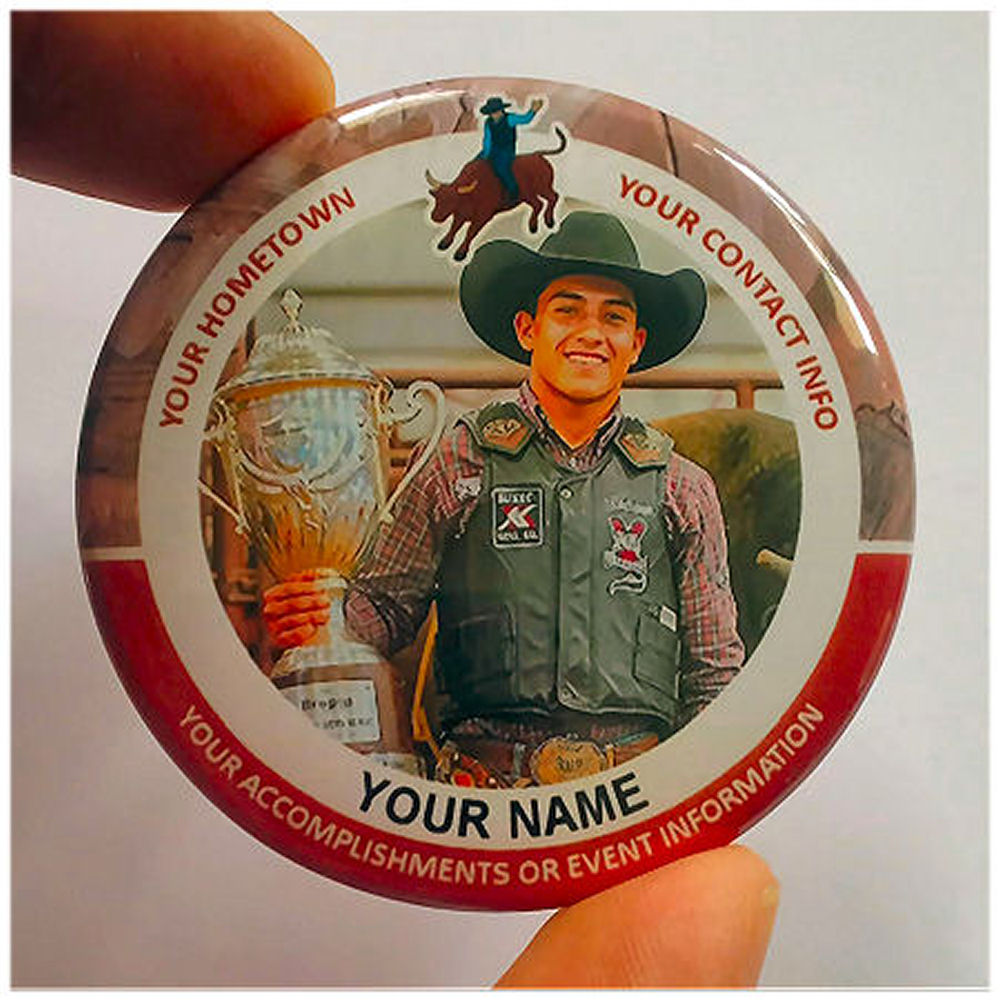 YOUR HOMETOWN
YOUR CONTACT INFO
YOUR NAME
YOUR ACCOMPLISHMENTS OR EVENT INFORMATION